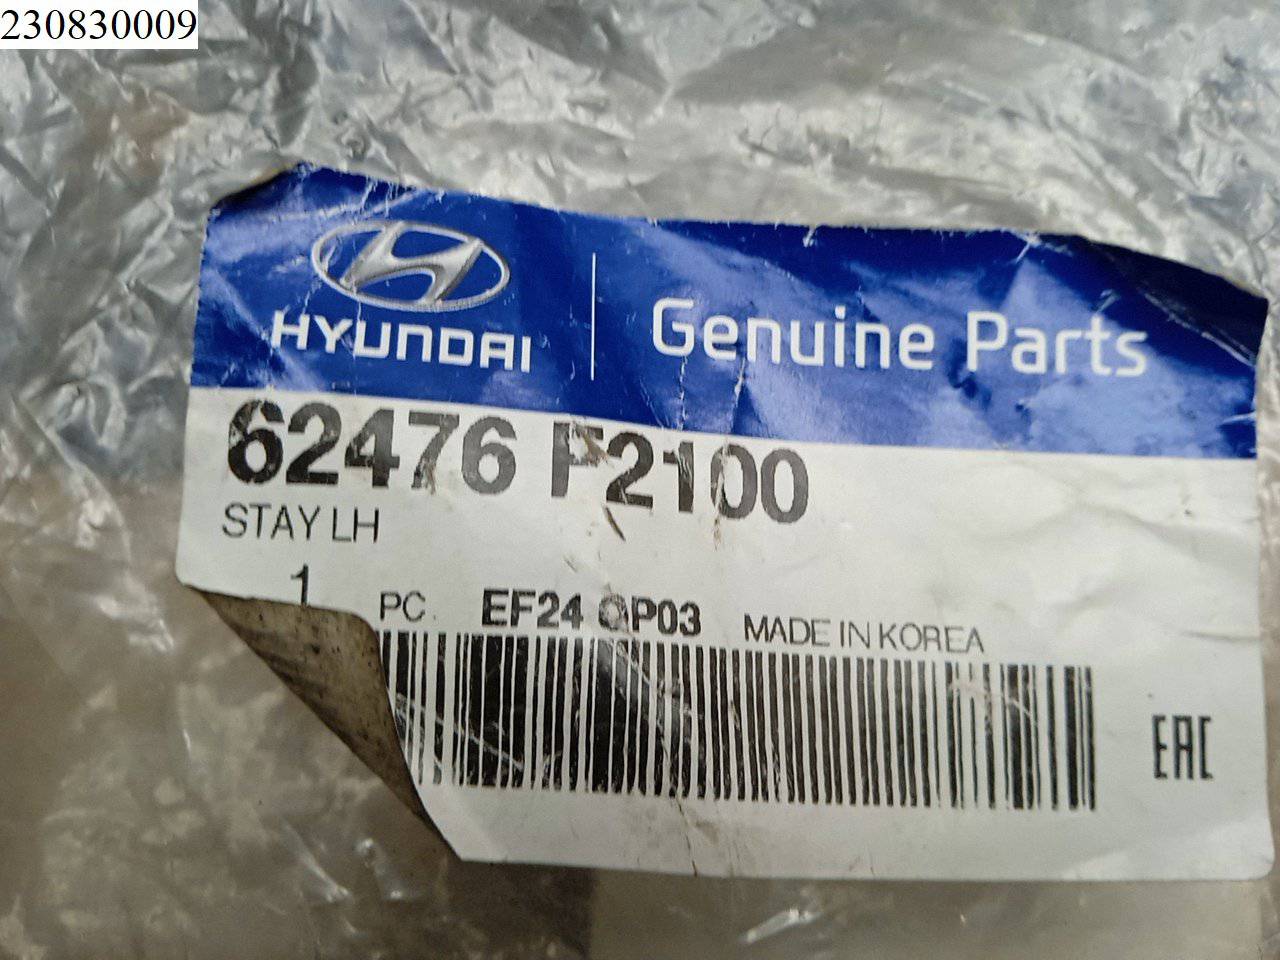 230830009
HYUNDAI
Genuine Parts
62476 F2100
STAY LH
1 PC. EF24 QP03 MADE IN KOREA
EAC